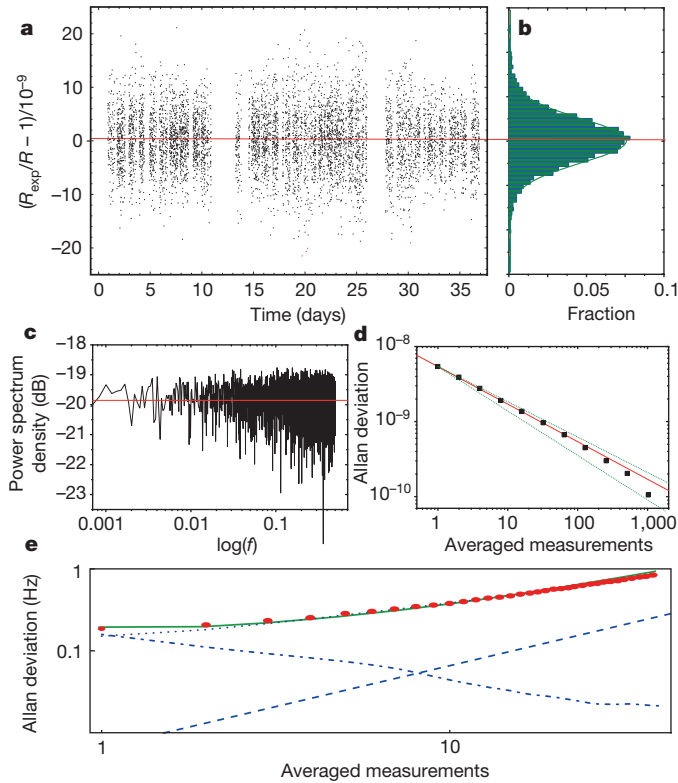 a
b
(R_exp/R − 1)/10⁻⁹
20
10
0
−10
−20
0 5 10 15 20 25 30 35
Time (days)
0 0.05 0.1
Fraction
c
d
Power spectrum
density (dB)
−18
−19
−20
−21
−22
−23
0.001 0.01 0.1
log(f)
Allan deviation
10⁻⁸
10⁻⁹
10⁻¹⁰
1 10 100 1,000
Averaged measurements
e
Allan deviation (Hz)
1
0.1
1 10
Averaged measurements